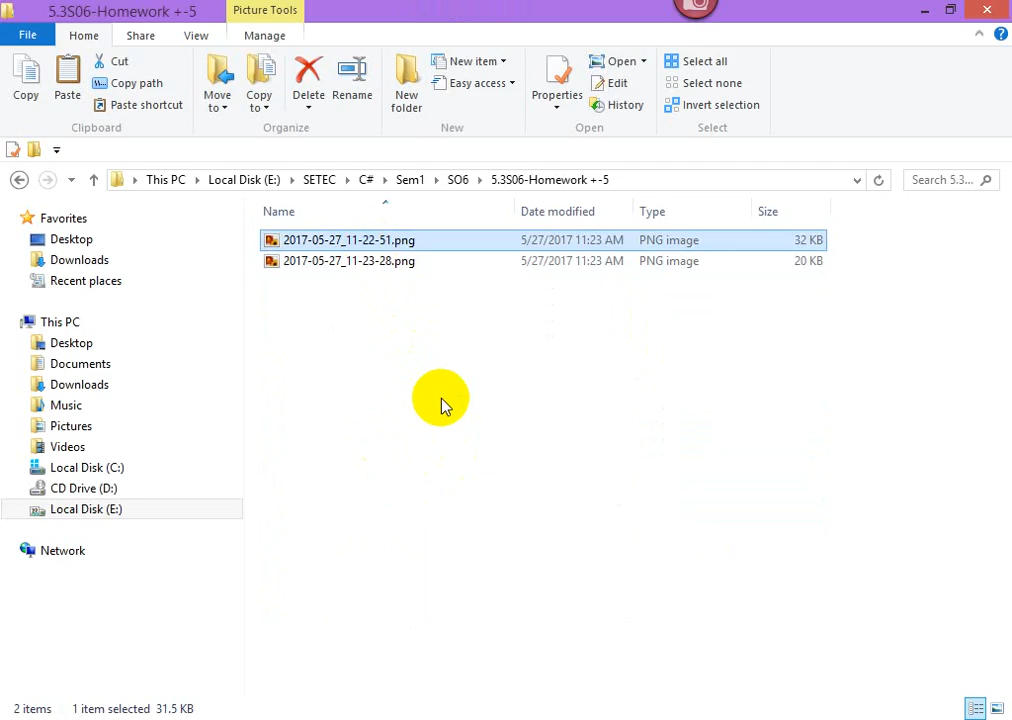 5.3S06-Homework +-5
Picture Tools
File
Home
Share
View
Manage
Copy
Paste
Cut
Copy path
Paste shortcut
Clipboard
Move to
Copy to
Delete
Rename
Organize
New folder
New item
Easy access
New
Properties
Open
Edit
History
Open
Select all
Select none
Invert selection
Select
This PC
Local Disk (E:)
SETEC
C#
Sem1
SO6
5.3S06-Homework +-5
Search 5.3...
Favorites
Desktop
Downloads
Recent places
This PC
Desktop
Documents
Downloads
Music
Pictures
Videos
Local Disk (C:)
CD Drive (D:)
Local Disk (E:)
Network
Name Date modified Type Size
2017-05-27_11-22-51.png 5/27/2017 11:23 AM PNG image 32 KB
2017-05-27_11-23-28.png 5/27/2017 11:23 AM PNG image 20 KB
2 items 1 item selected 31.5 KB